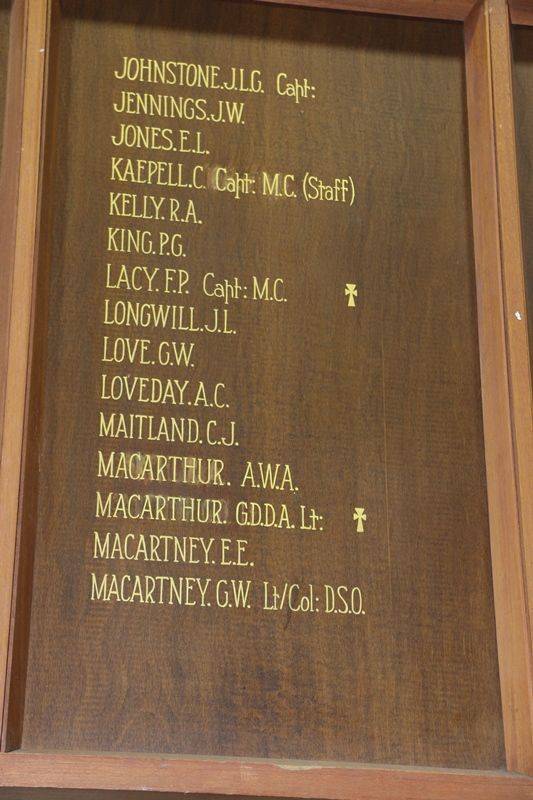 JOHNSTONE.J.L.G. Capt:
JENNINGS.J.W.
JONES.E.L.
KAEPELL.C. Capt: M.C. (Staff)
KELLY.R.A.
KING.P.G.
LACY.F.P. Capt: M.C. ✝
LONGWILL.J.L.
LOVE.G.W.
LOVEDAY.A.C.
MAITLAND.C.J.
MACARTHUR. A.W.A.
MACARTHUR. G.D.D.A. Lt: ✝
MACARTNEY.E.E.
MACARTNEY.G.W. Lt/Col: D.S.O.